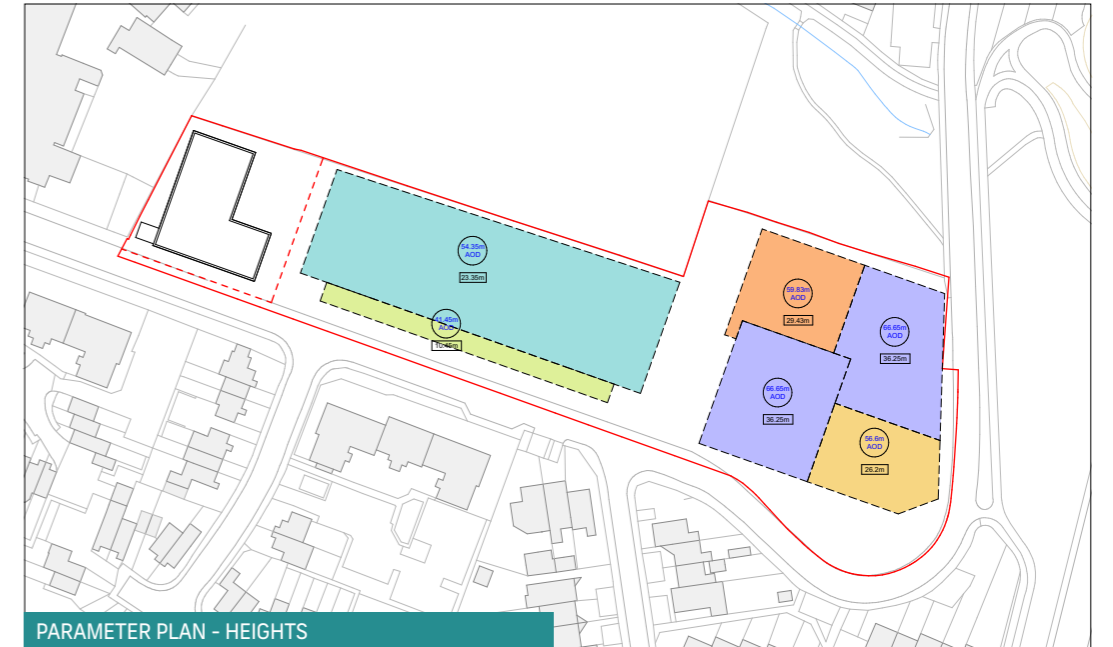 54.35m
AOD
23.35m
41.45m
AOD
10.45m
59.83m
AOD
29.43m
66.65m
AOD
36.25m
66.65m
AOD
36.25m
56.6m
AOD
26.2m
PARAMETER PLAN - HEIGHTS